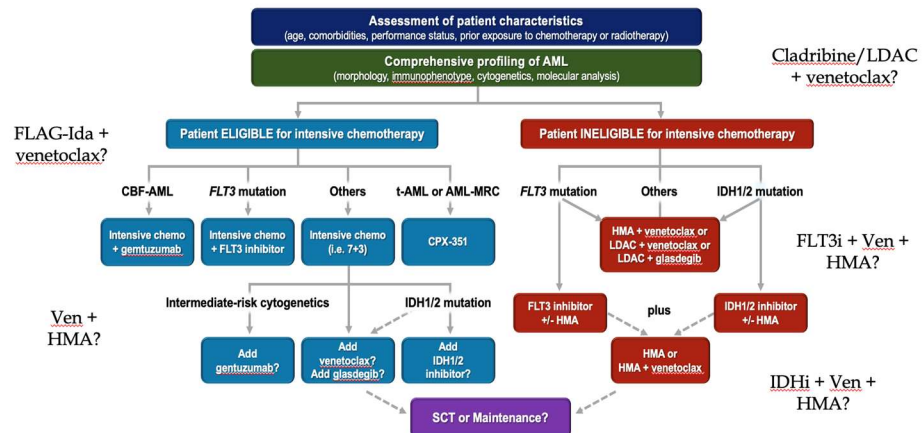 Assessment of patient characteristics
(age, comorbidities, performance status, prior exposure to chemotherapy or radiotherapy)
Comprehensive profiling of AML
(morphology, immunophenotype, cytogenetics, molecular analysis)
Cladribine/LDAC
+ venetoclax?
FLAG-Ida +
venetoclax?
Patient ELIGIBLE for intensive chemotherapy
Patient INELIGIBLE for intensive chemotherapy
CBF-AML
FLT3 mutation
Others
t-AML or AML-MRC
FLT3 mutation
Others
IDH1/2 mutation
Intensive chemo
+ gemtuzumab
Intensive chemo
+ FLT3 inhibitor
Intensive chemo
(i.e. 7+3)
CPX-351
HMA + venetoclax or
LDAC + venetoclax or
LDAC + glasdegib
FLT3i + Ven +
HMA?
Ven +
HMA?
Intermediate-risk cytogenetics
IDH1/2 mutation
FLT3 inhibitor
+/- HMA
plus
IDH1/2 inhibitor
+/- HMA
Add
gentuzumab?
Add
venetoclax?
Add glasdegib?
Add
IDH1/2
inhibitor?
HMA or
HMA + venetoclax
IDHi + Ven +
HMA?
SCT or Maintenance?